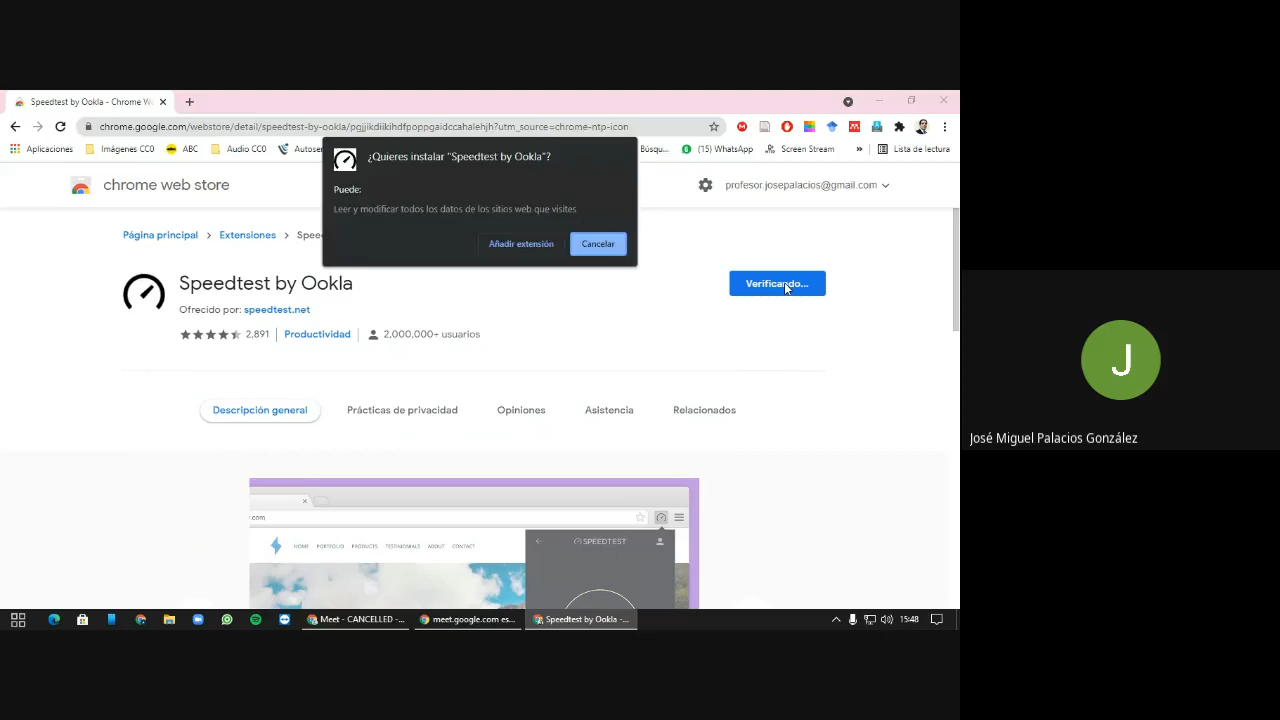 Speedtest by Ookla - Chrome W
chrome.google.com/webstore/detail/speedtest-by-ookla/pgjjikdiikihdfpoppgaidccahalehjh?utm_source=chrome-ntp-icon
Aplicaciones
Imágenes CC0
ABC
Audio CC0
Autoser
Búsqu...
(15) WhatsApp
Screen Stream
»
Lista de lectura
¿Quieres instalar "Speedtest by Ookla"?
Puede:
Leer y modificar todos los datos de los sitios web que visites
Añadir extensión
Cancelar
chrome web store
profesor.josepalacios@gmail.com
Página principal
Extensiones
Spee
Speedtest by Ookla
Verificando...
Ofrecido por: speedtest.net
2,891
Productividad
2,000,000+ usuarios
Descripción general
Prácticas de privacidad
Opiniones
Asistencia
Relacionados
.com
HOME PORTFOLIO PRODUCTS TESTIMONIALS ABOUT CONTACT
SPEEDTEST
Meet - CANCELLED -...
meet.google.com es...
Speedtest by Ookla -...
15:48
J
José Miguel Palacios González